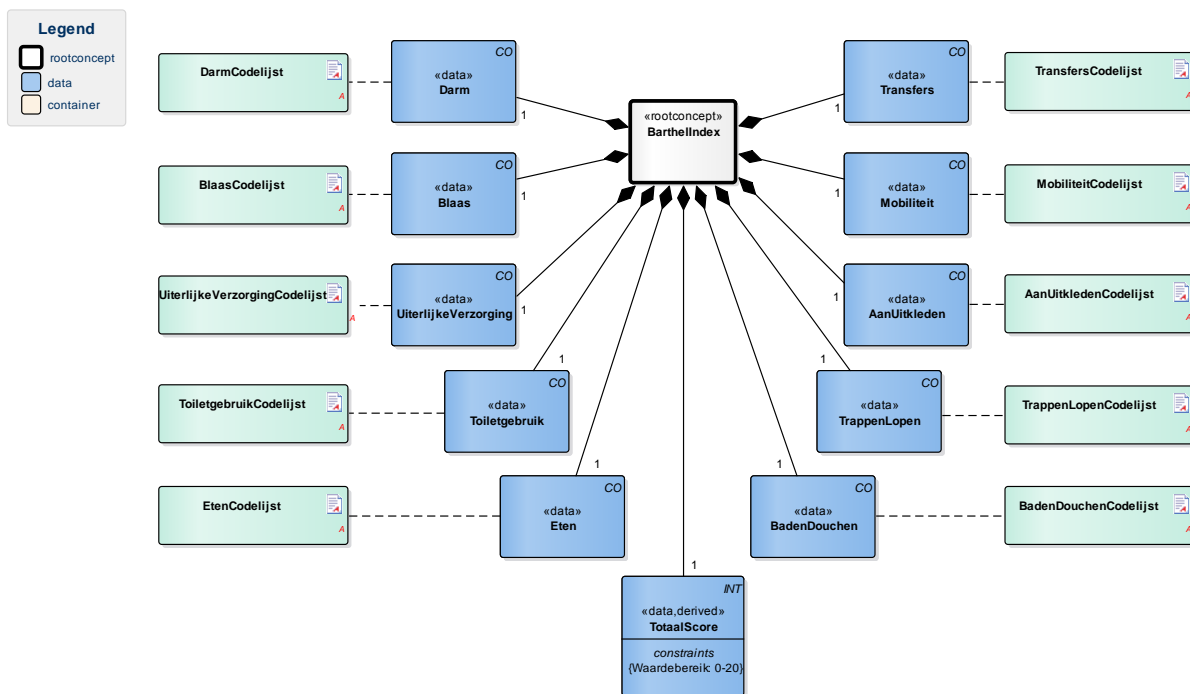 Legend
rootconcept
data
container
DarmCodelijst
A
CO
«data»
Darm
1
«rootconcept»
BarthelIndex
CO
«data»
Transfers
1
TransfersCodelijst
A
BlaasCodelijst
A
CO
«data»
Blaas
1
CO
«data»
Mobiliteit
1
MobiliteitCodelijst
A
UiterlijkeVerzorgingCodelijst
A
CO
«data»
UiterlijkeVerzorging
1
CO
«data»
AanUitkleden
1
AanUitkledenCodelijst
A
ToiletgebruikCodelijst
A
CO
«data»
Toiletgebruik
1
CO
«data»
TrappenLopen
1
TrappenLopenCodelijst
A
EtenCodelijst
A
CO
«data»
Eten
1
CO
«data»
BadenDouchen
1
BadenDouchenCodelijst
A
1
INT
«data,derived»
TotaalScore
constraints
{Waardebereik: 0-20}